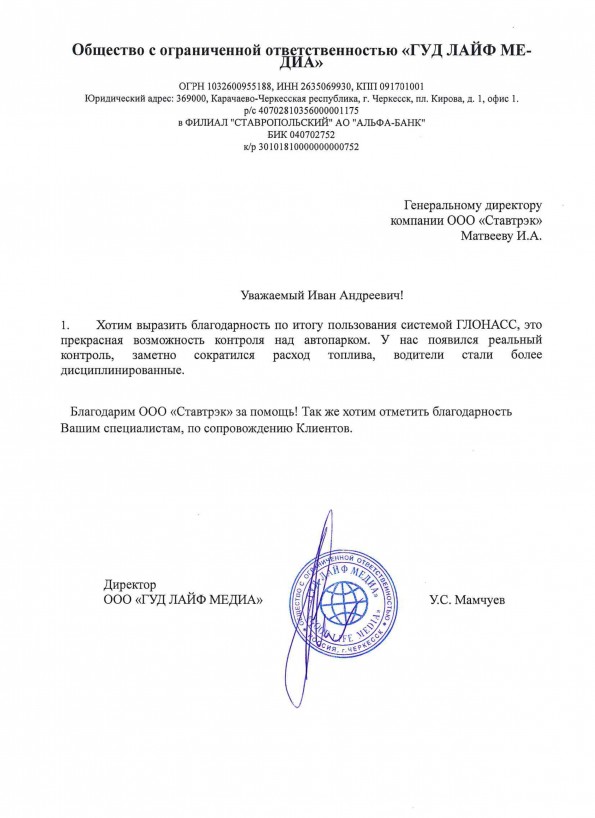 Общество с ограниченной ответственностью «ГУД ЛАЙФ МЕ-
ДИА»
ОГРН 1032600955188, ИНН 2635069930, КПП 091701001
Юридический адрес: 369000, Карачаево-Черкесская республика, г. Черкесск, пл. Кирова, д. 1, офис 1.
р/с 40702810356000001175
в ФИЛИАЛ "СТАВРОПОЛЬСКИЙ" АО "АЛЬФА-БАНК"
БИК 040702752
к/р 30101810000000000752
Генеральному директору
компании ООО «Ставтрэк»
Матвееву И.А.
Уважаемый Иван Андреевич!
1. Хотим выразить благодарность по итогу пользования системой ГЛОНАСС, это
прекрасная возможность контроля над автопарком. У нас появился реальный
контроль, заметно сократился расход топлива, водители стали более
дисциплинированные.
Благодарим ООО «Ставтрэк» за помощь! Так же хотим отметить благодарность
Вашим специалистам, по сопровождению Клиентов.
Директор
ООО «ГУД ЛАЙФ МЕДИА»
У.С. Мамчуев
ОБЩЕСТВО С ОГРАНИЧЕННОЙ ОТВЕТСТВЕННОСТЬЮ
РОССИЯ, г. ЧЕРКЕССК
«ГУД ЛАЙФ МЕДИА»
«GOOD LIFE MEDIA»